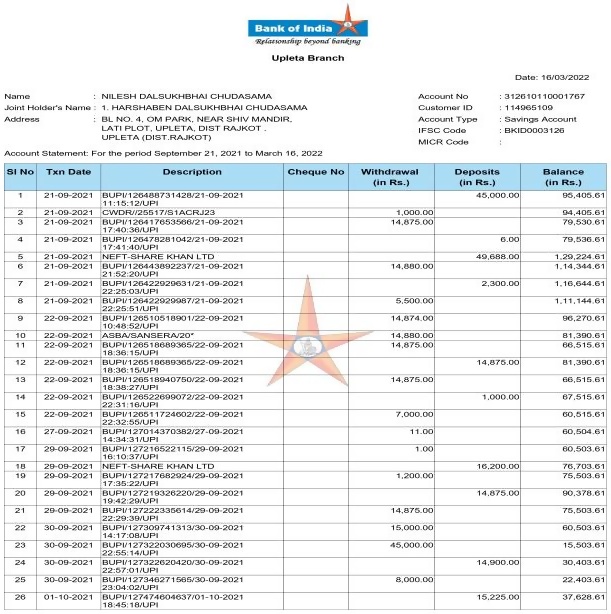 Bank of India
Relationship beyond banking
Upleta Branch
Date: 16/03/2022
Name : NILESH DALSUKHBHAI CHUDASAMA
Joint Holder's Name : 1. HARSHABEN DALSUKHBHAI CHUDASAMA
Address : BL NO. 4, OM PARK, NEAR SHIV MANDIR,
LATI PLOT, UPLETA, DIST RAJKOT .
UPLETA (DIST.RAJKOT)
Account No : 312610110001767
Customer ID : 114965109
Account Type : Savings Account
IFSC Code : BKID0003126
MICR Code :
Account Statement: For the period September 21, 2021 to March 16, 2022
Sl No Txn Date Description Cheque No Withdrawal (in Rs.) Deposits (in Rs.) Balance (in Rs.)
1 21-09-2021 BUPI/126488731428/21-09-2021 45,000.00 95,405.61
11:15:12/UPI
2 21-09-2021 CWDR//25517/S1ACRJ23 1,000.00 94,405.61
3 21-09-2021 BUPI/126417653566/21-09-2021 14,875.00 79,530.61
17:40:36/UPI
4 21-09-2021 BUPI/126478281042/21-09-2021 6.00 79,536.61
17:41:40/UPI
5 21-09-2021 NEFT-SHARE KHAN LTD 49,688.00 1,29,224.61
6 21-09-2021 BUPI/126443892237/21-09-2021 14,880.00 1,14,344.61
21:52:20/UPI
7 21-09-2021 BUPI/126422929631/21-09-2021 2,300.00 1,16,644.61
22:25:03/UPI
8 21-09-2021 BUPI/126422929987/21-09-2021 5,500.00 1,11,144.61
22:25:51/UPI
9 22-09-2021 BUPI/126510518901/22-09-2021 14,874.00 96,270.61
10:48:52/UPI
10 22-09-2021 ASBA/SANSERA/20* 14,880.00 81,390.61
11 22-09-2021 BUPI/126518689365/22-09-2021 14,875.00 66,515.61
18:36:15/UPI
12 22-09-2021 BUPI/126518689365/22-09-2021 14,875.00 81,390.61
18:36:15/UPI
13 22-09-2021 BUPI/126518940750/22-09-2021 14,875.00 66,515.61
18:38:27/UPI
14 22-09-2021 BUPI/126522699072/22-09-2021 1,000.00 67,515.61
22:31:16/UPI
15 22-09-2021 BUPI/126511724602/22-09-2021 7,000.00 60,515.61
22:32:55/UPI
16 27-09-2021 BUPI/127014370382/27-09-2021 11.00 60,504.61
14:34:31/UPI
17 29-09-2021 BUPI/127216522115/29-09-2021 1.00 60,503.61
16:10:37/UPI
18 29-09-2021 NEFT-SHARE KHAN LTD 16,200.00 76,703.61
19 29-09-2021 BUPI/127217682924/29-09-2021 1,200.00 75,503.61
17:35:22/UPI
20 29-09-2021 BUPI/127219326220/29-09-2021 14,875.00 90,378.61
19:42:29/UPI
21 29-09-2021 BUPI/127222335614/29-09-2021 14,875.00 75,503.61
22:29:39/UPI
22 30-09-2021 BUPI/127309741313/30-09-2021 15,000.00 60,503.61
14:17:08/UPI
23 30-09-2021 BUPI/127322030695/30-09-2021 45,000.00 15,503.61
22:55:14/UPI
24 30-09-2021 BUPI/127322620420/30-09-2021 14,900.00 30,403.61
22:57:01/UPI
25 30-09-2021 BUPI/127346271565/30-09-2021 8,000.00 22,403.61
23:04:02/UPI
26 01-10-2021 BUPI/127474604637/01-10-2021 15,225.00 37,628.61
18:45:18/UPI